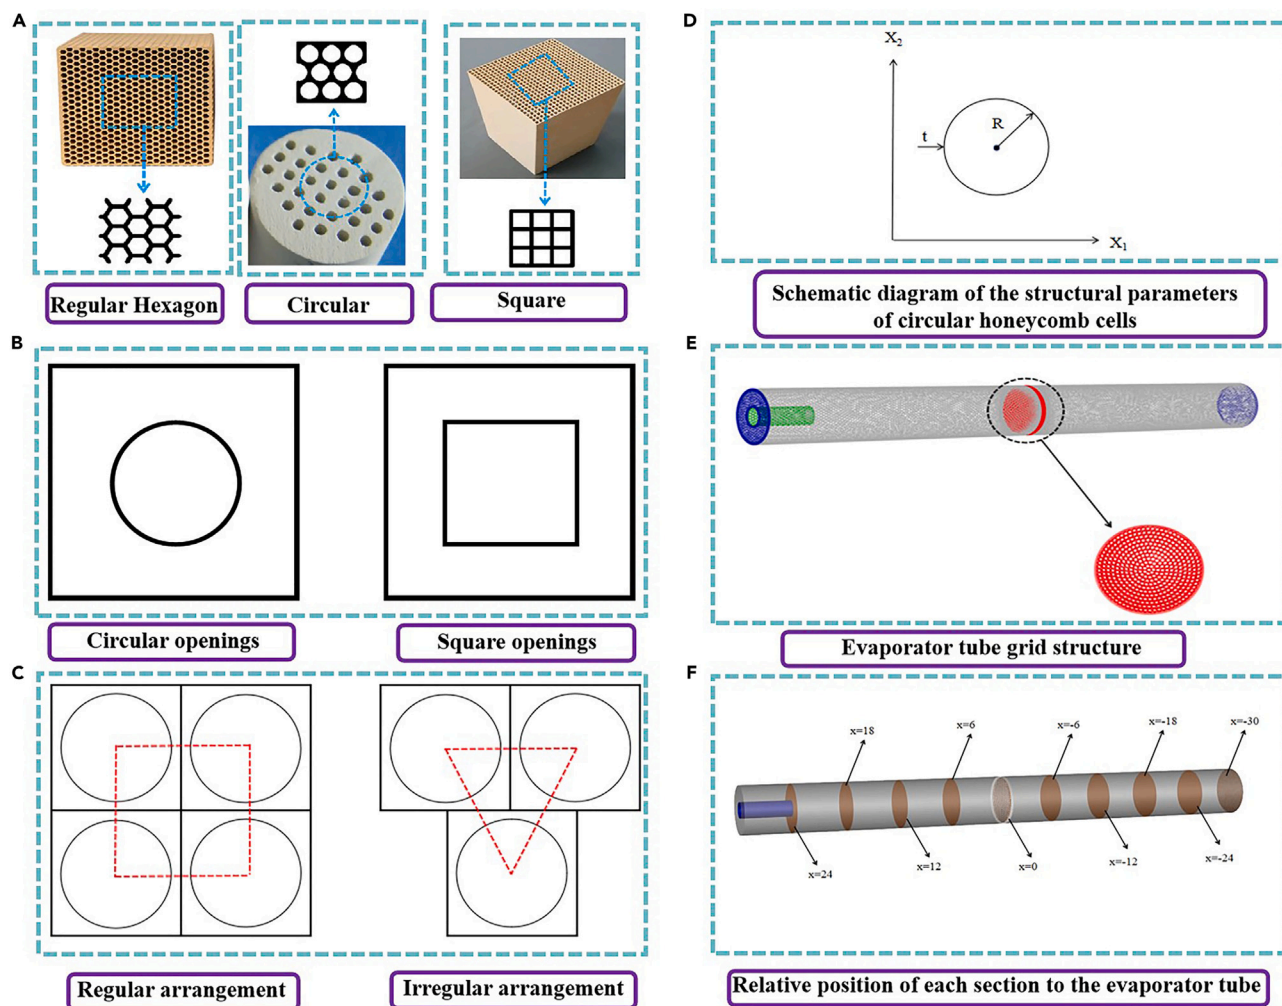 A
Regular Hexagon
Circular
Square
B
Circular openings
Square openings
C
Regular arrangement
Irregular arrangement
D
X2
t
R
X1
Schematic diagram of the structural parameters
of circular honeycomb cells
E
Evaporator tube grid structure
F
x=18
x=6
x=-6
x=-18
x=-30
x=24
x=12
x=0
x=-12
x=-24
Relative position of each section to the evaporator tube